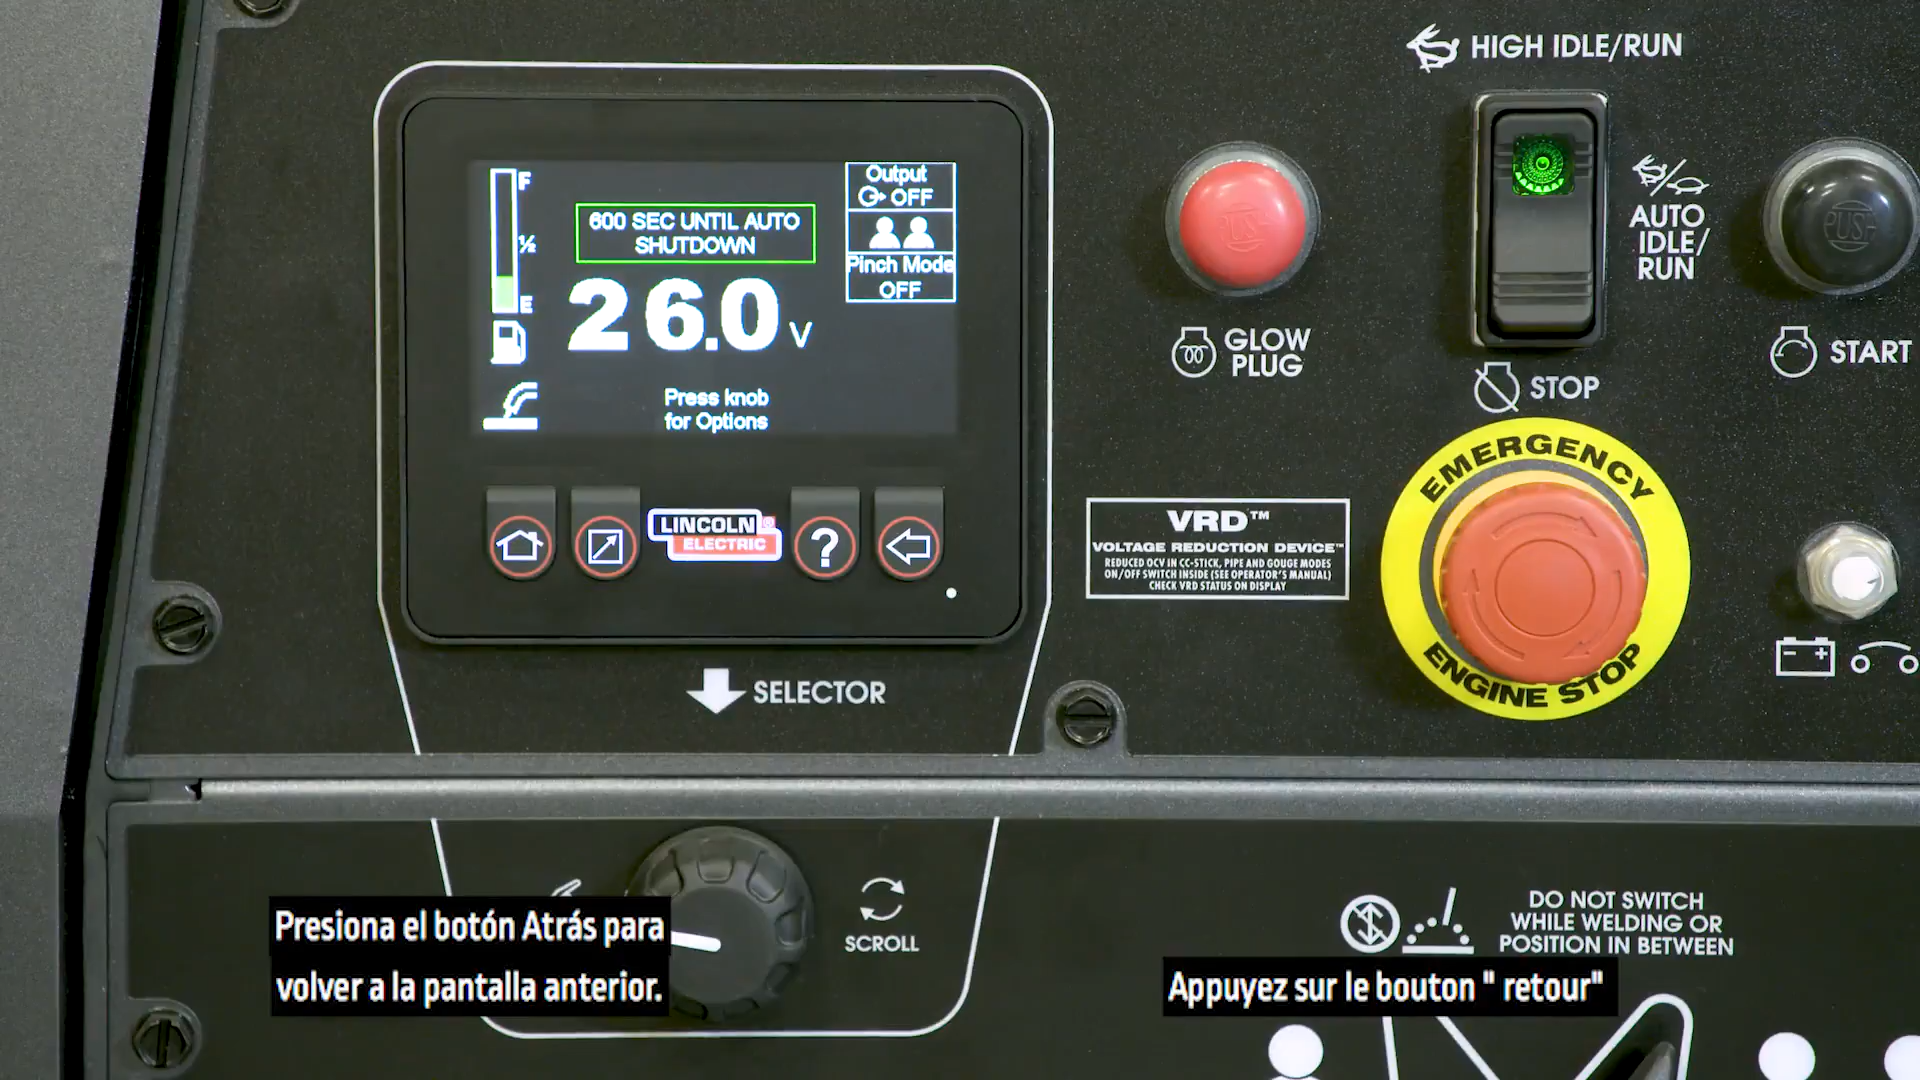 HIGH IDLE/RUN
F
½
E
600 SEC UNTIL AUTO
SHUTDOWN
26.0 V
Press knob
for Options
Output
OFF
Pinch Mode
OFF
PUSH
GLOW
PLUG
AUTO
IDLE/
RUN
STOP
PUSH
START
LINCOLN
ELECTRIC
?
VRD™
VOLTAGE REDUCTION DEVICE™
REDUCED OCV IN CC-STICK, PIPE AND GOUGE MODES
ON/OFF SWITCH INSIDE (SEE OPERATOR'S MANUAL)
CHECK VRD STATUS ON DISPLAY
EMERGENCY
ENGINE STOP
SELECTOR
SCROLL
DO NOT SWITCH
WHILE WELDING OR
POSITION IN BETWEEN
Presiona el botón Atrás para
volver a la pantalla anterior.
Appuyez sur le bouton " retour"